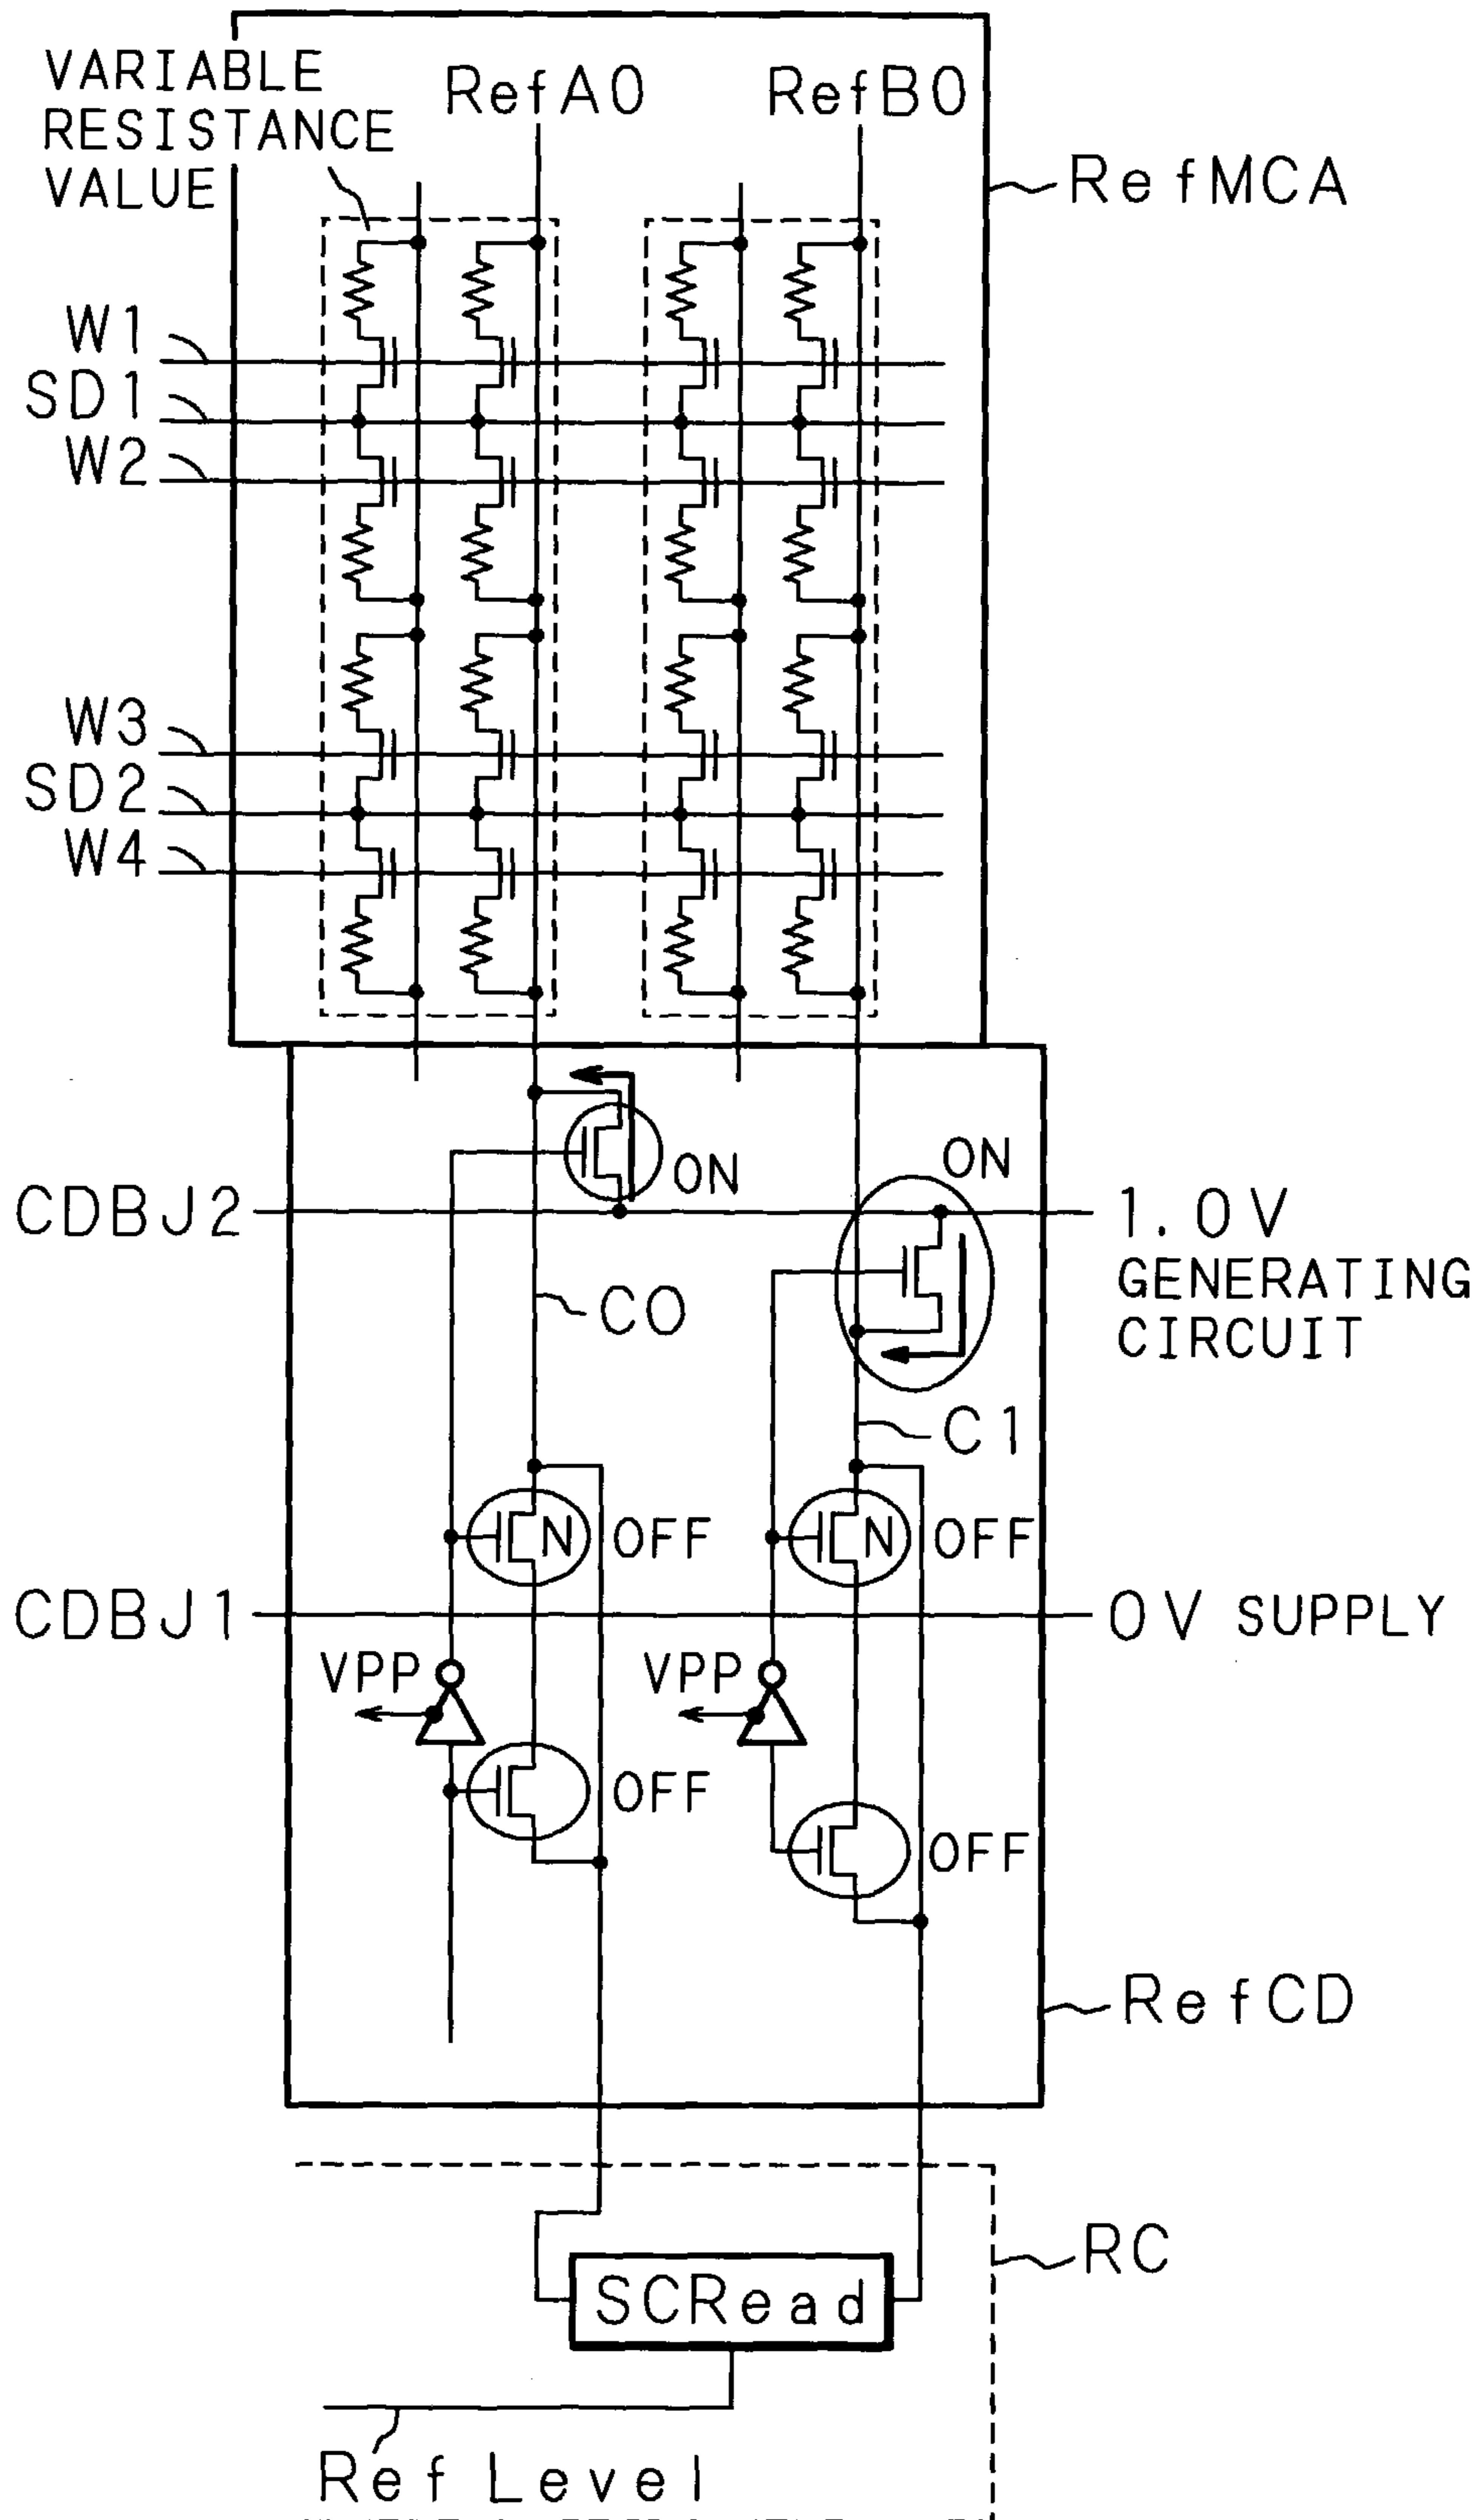 VARIABLE
RESISTANCE
VALUE
RefA0
RefB0
RefMCA
W1
SD1
W2
W3
SD2
W4
ON
ON
CDBJ2
1.0V
GENERATING
CIRCUIT
C0
C1
N
OFF
N
OFF
CDBJ1
0V SUPPLY
VPP
VPP
OFF
OFF
RefCD
RC
SCRead
Ref Level